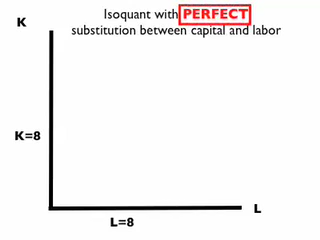 Isoquant with PERFECT
substitution between capital and labor
K
K=8
L
L=8